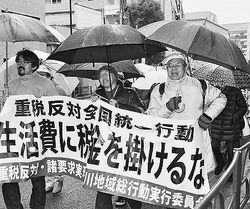 重税反対全国統一行動
生活費に税金を掛けるな
重税反対・諸要求実 川地域総行動実行委員会